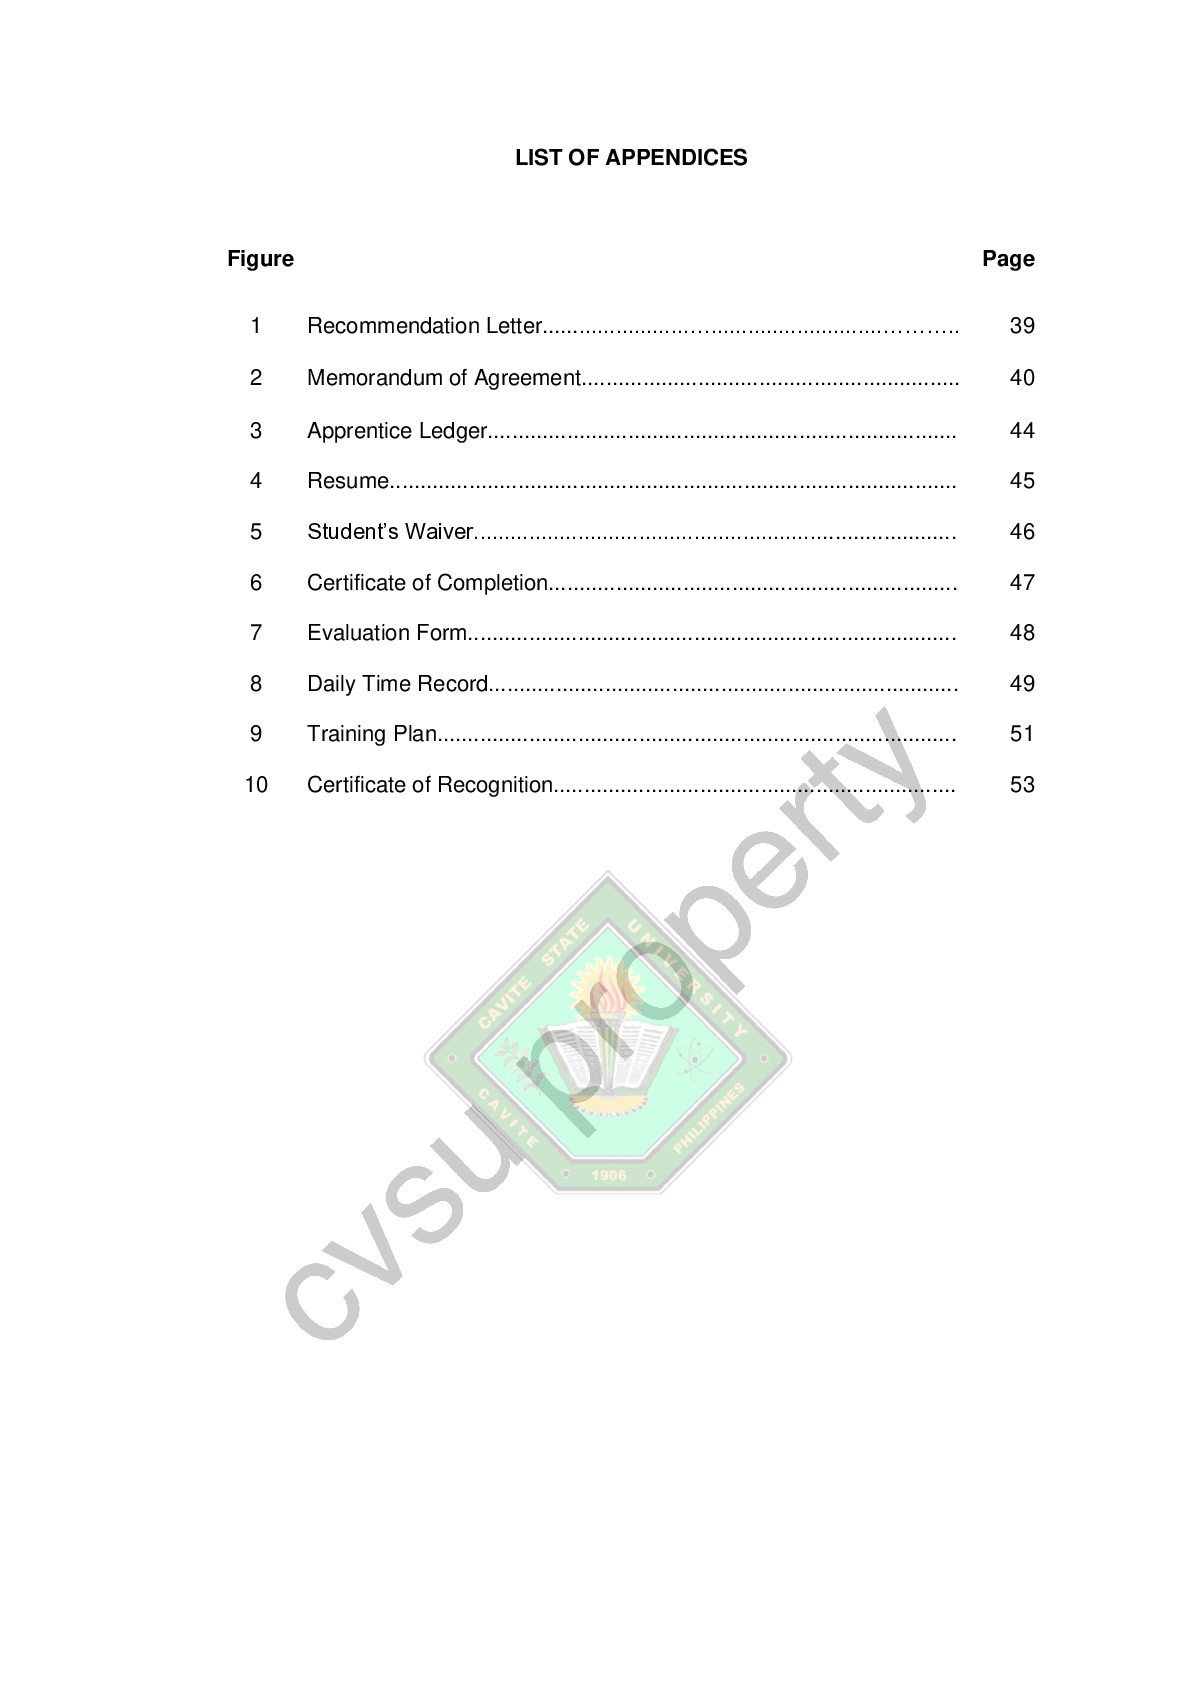 LIST OF APPENDICES
Figure Page
1 Recommendation Letter.......................…............................……….. 39
2 Memorandum of Agreement.............................................................. 40
3 Apprentice Ledger............................................................................. 44
4 Resume............................................................................................. 45
5 Student’s Waiver............................................................................... 46
6 Certificate of Completion................................................................... 47
7 Evaluation Form................................................................................ 48
8 Daily Time Record............................................................................. 49
9 Training Plan..................................................................................... 51
10 Certificate of Recognition.................................................................. 53
cvsu property
CAVITE STATE UNIVERSITY
CAVITE 1906 PHILIPPINES